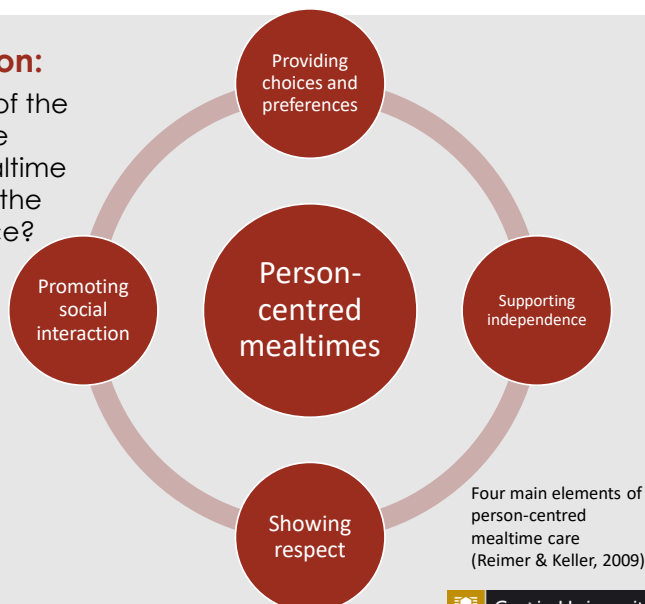 on:
of the
e
altime
the
ce?
Providing
choices and
preferences
Promoting
social
interaction
Person-
centred
mealtimes
Supporting
independence
Showing
respect
Four main elements of
person-centred
mealtime care
(Reimer & Keller, 2009)